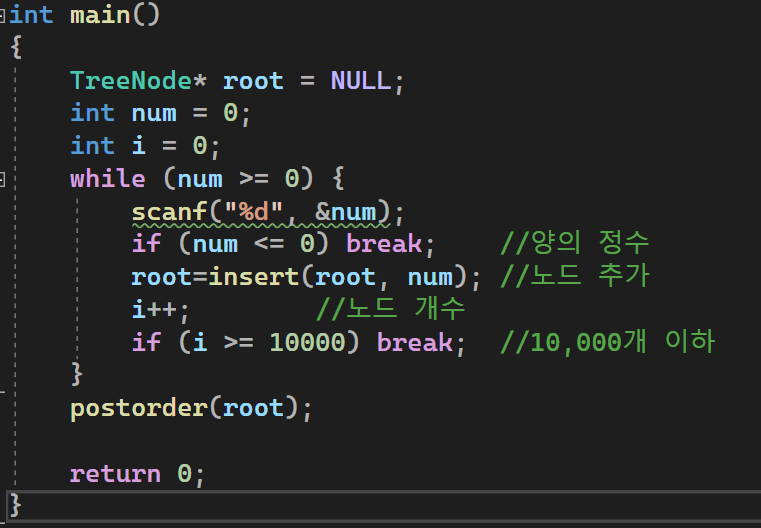 int main()
{
TreeNode* root = NULL;
int num = 0;
int i = 0;
while (num >= 0) {
scanf("%d", &num);
if (num <= 0) break; //양의 정수
root=insert(root, num); //노드 추가
i++; //노드 개수
if (i >= 10000) break; //10,000개 이하
}
postorder(root);
return 0;
}